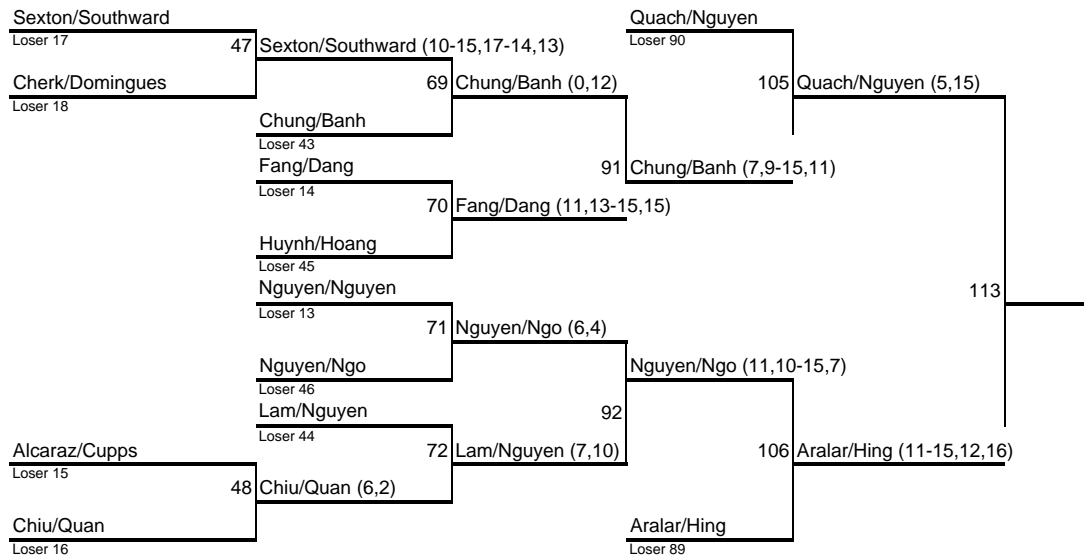 Sexton/Southward
Loser 17
47
Sexton/Southward (10-15,17-14,13)
Cherk/Domingues
Loser 18
69
Chung/Banh (0,12)
Chung/Banh
Loser 43
Fang/Dang
Loser 14
70
Fang/Dang (11,13-15,15)
Huynh/Hoang
Loser 45
91
Chung/Banh (7,9-15,11)
Quach/Nguyen
Loser 90
105
Quach/Nguyen (5,15)
Nguyen/Nguyen
Loser 13
71
Nguyen/Ngo (6,4)
Nguyen/Ngo
Loser 46
Nguyen/Ngo (11,10-15,7)
92
Lam/Nguyen
Loser 44
72
Lam/Nguyen (7,10)
Alcaraz/Cupps
Loser 15
48
Chiu/Quan (6,2)
Chiu/Quan
Loser 16
106
Aralar/Hing (11-15,12,16)
Aralar/Hing
Loser 89
113